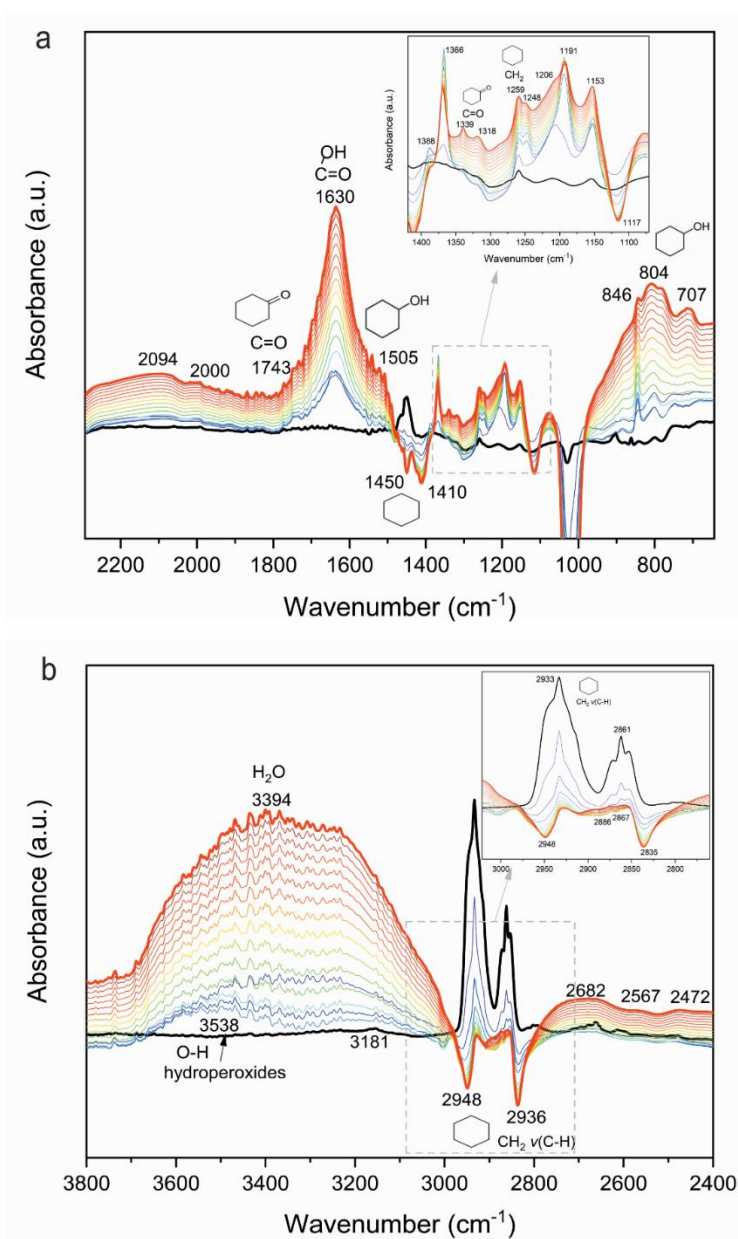 a
1366
1191
CH2
1206
1259
1248
1153
C=O
1339
1318
1388
1117
Absorbance (a.u.)
1400 1350 1300 1250 1200 1150 1100
Wavenumber (cm-1)
OH
C=O
1630
O
C=O
1743
OH
1505
OH
804
846
707
2094
2000
1450
1410
Absorbance (a.u.)
2200 2000 1800 1600 1400 1200 1000 800
Wavenumber (cm-1)
b
2933
CH2 v(C-H)
2861
2886
2867
2948
2835
3000 2950 2900 2850 2800
H2O
3394
3538
O-H
hydroperoxides
3181
2948
2936
CH2 v(C-H)
2682
2567
2472
Absorbance (a.u.)
3800 3600 3400 3200 3000 2800 2600 2400
Wavenumber (cm-1)